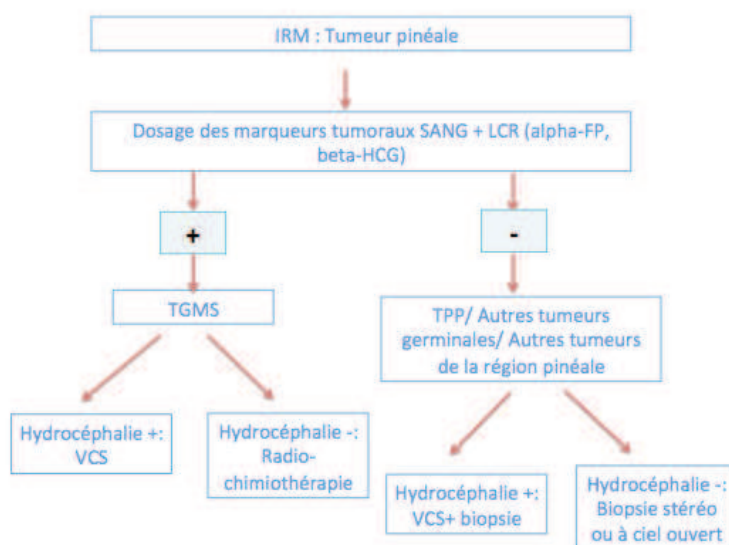 IRM : Tumeur pinéale
Dosage des marqueurs tumoraux SANG + LCR (alpha-FP,
beta-HCG)
+
-
TGMS
TPP/ Autres tumeurs
germinales/ Autres tumeurs
de la région pinéale
Hydrocéphalie +:
VCS
Hydrocéphalie -:
Radio-
chimiothérapie
Hydrocéphalie +:
VCS+ biopsie
Hydrocéphalie -:
Biopsie stéréo
ou à ciel ouvert